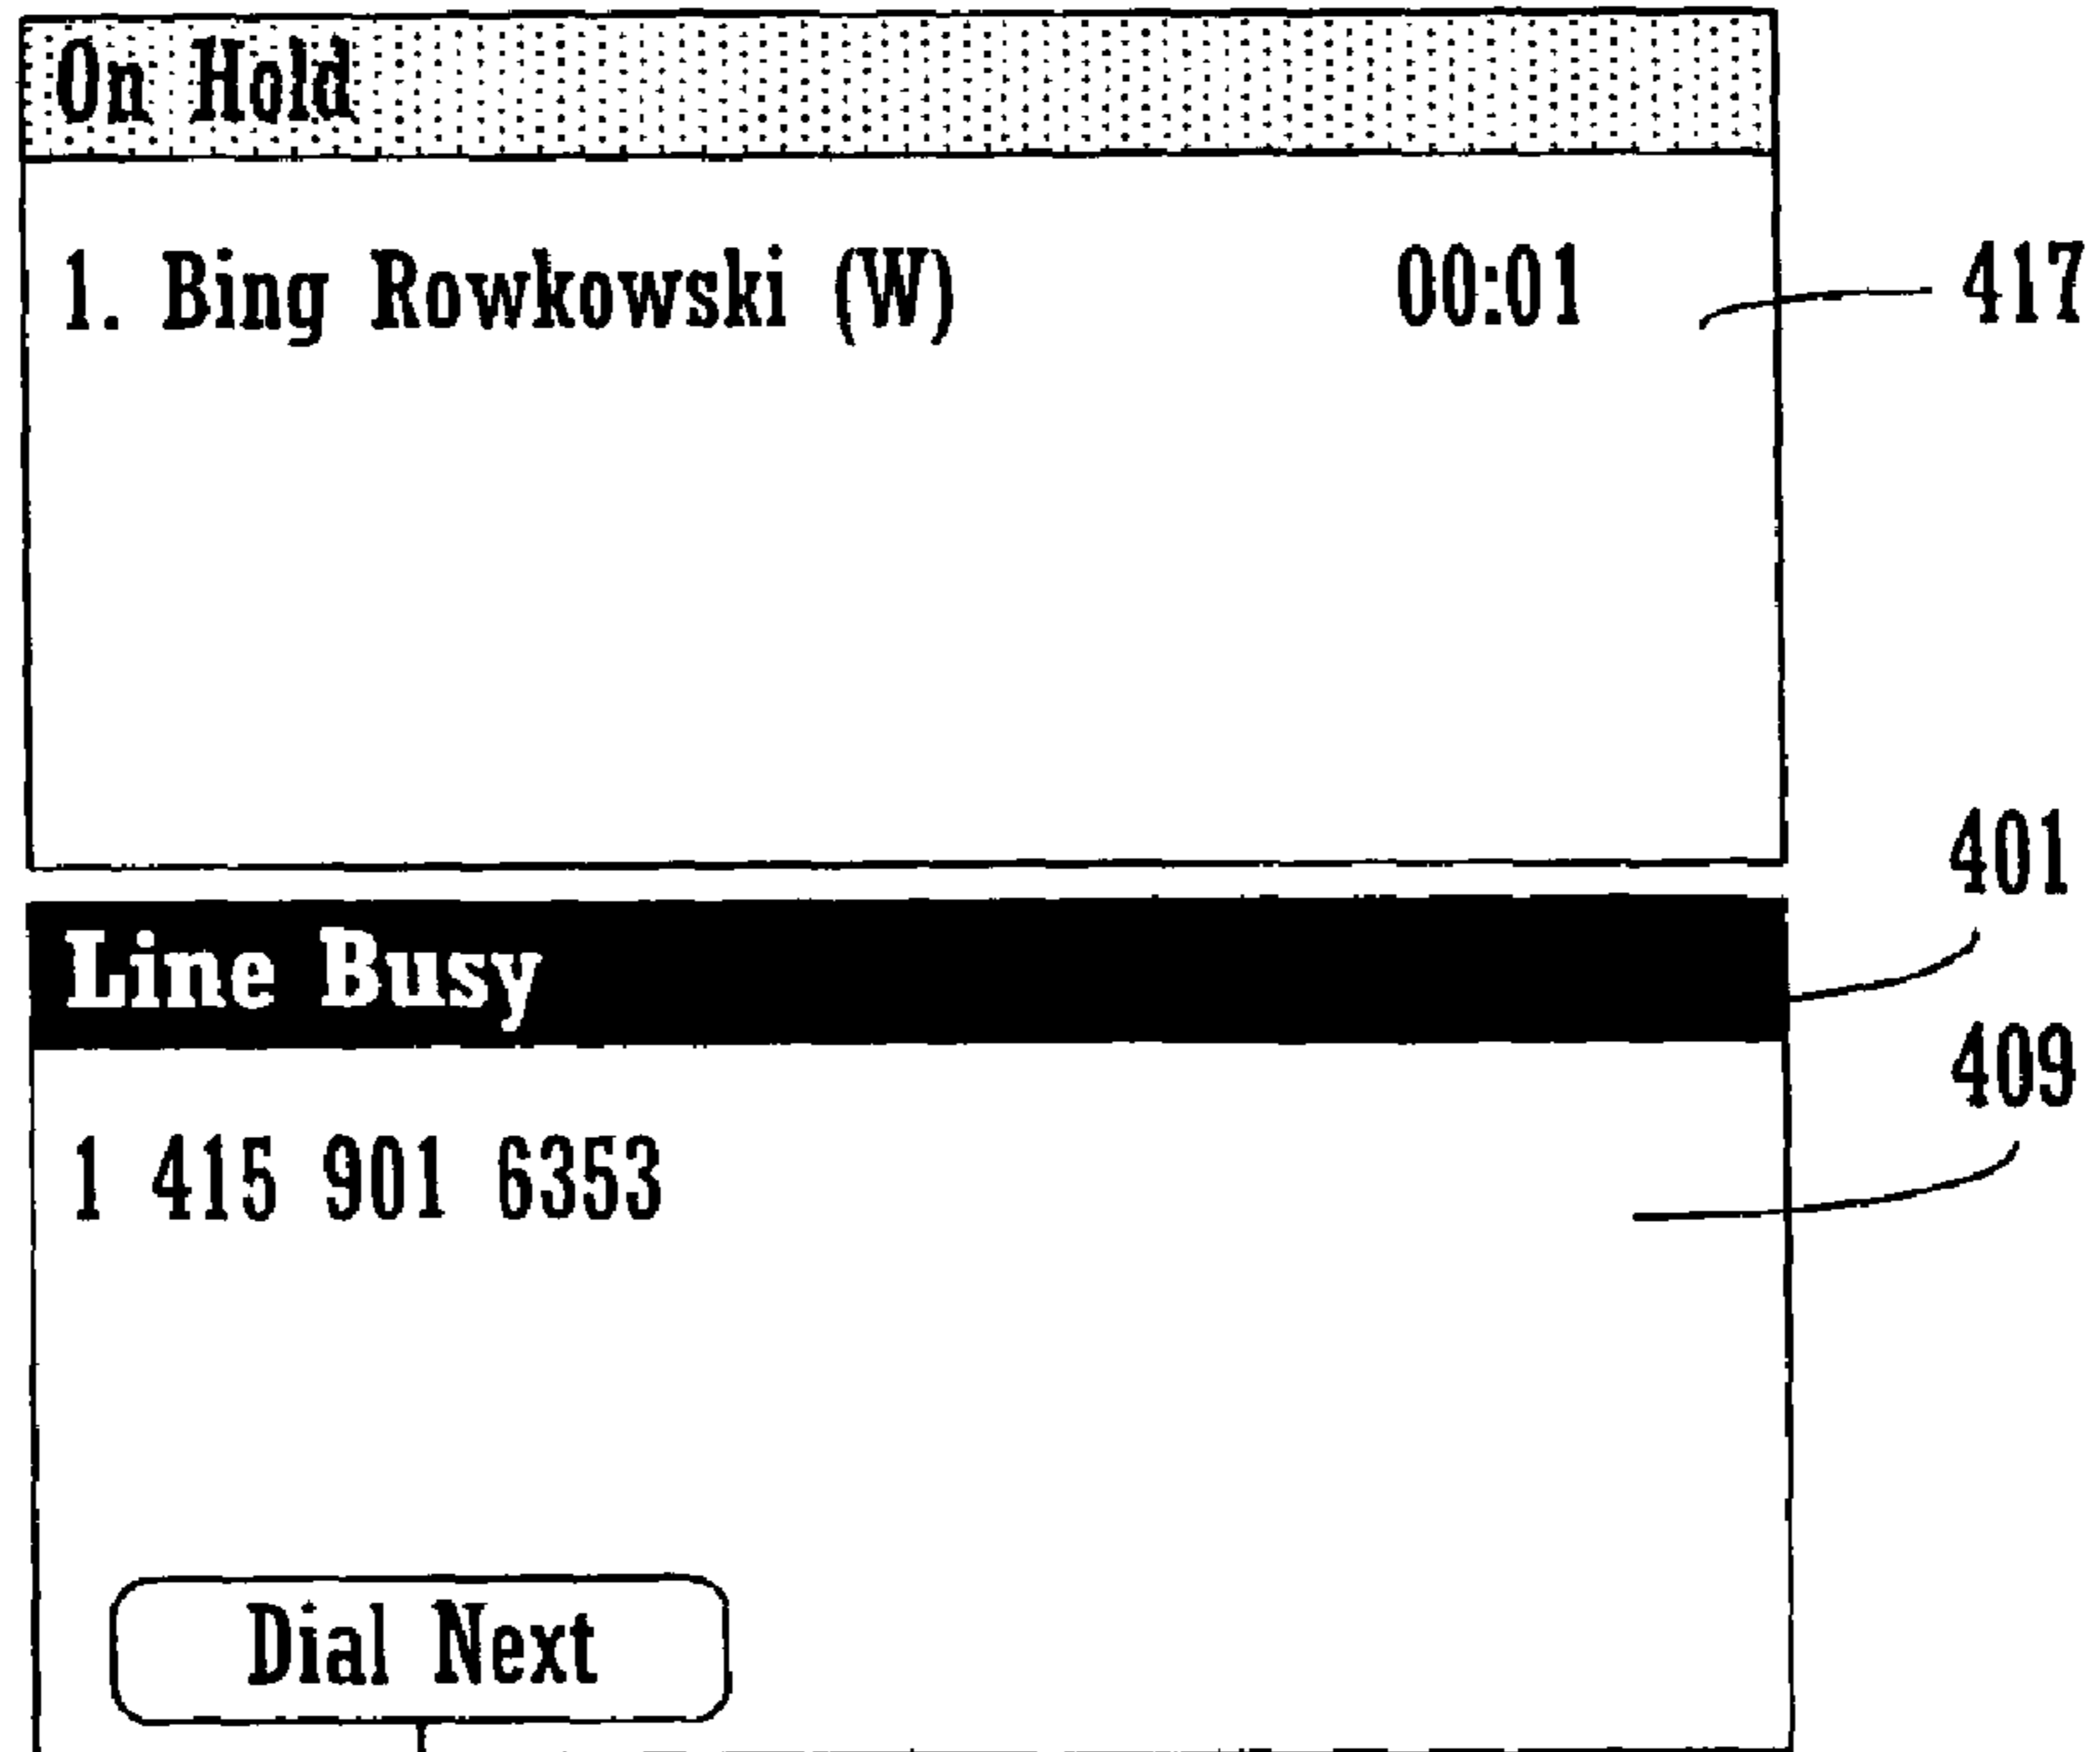 On Hold
1. Bing Rowkowski (W) 00:01 417
401
Line Busy
409
1 415 901 6353
Dial Next